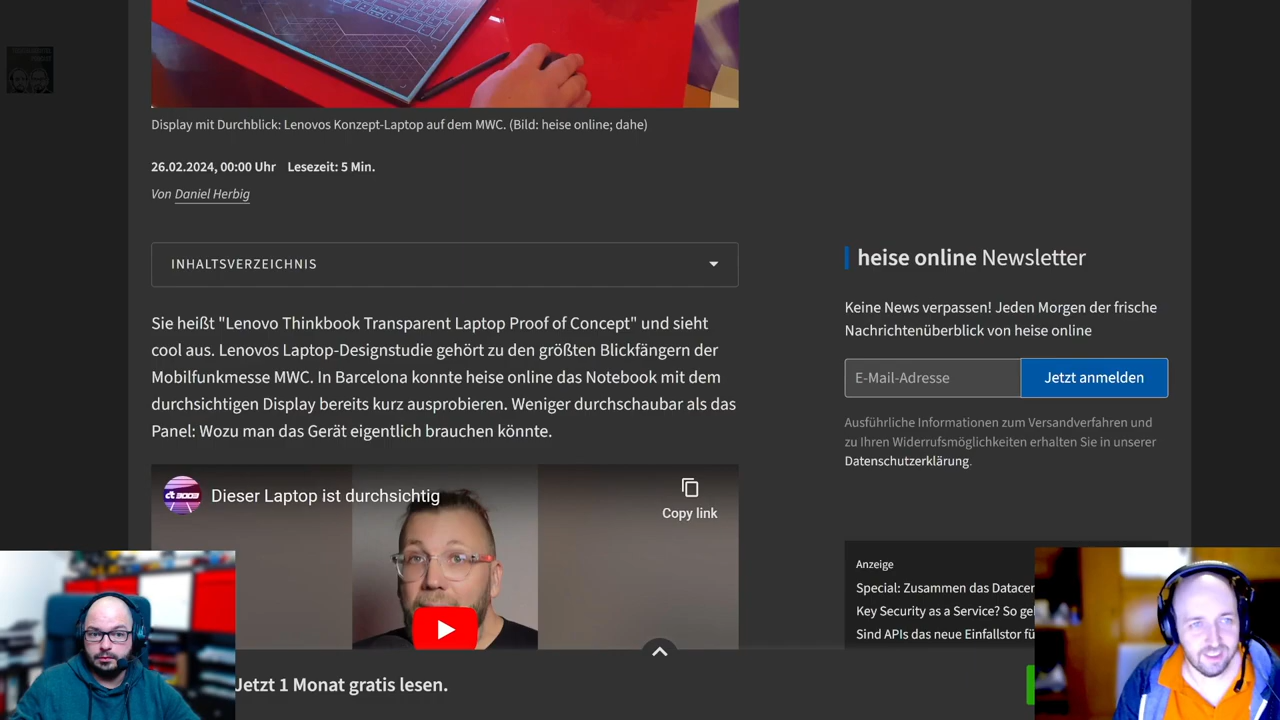 Display mit Durchblick: Lenovos Konzept-Laptop auf dem MWC. (Bild: heise online; dahe)
26.02.2024, 00:00 Uhr Lesezeit: 5 Min.
Von Daniel Herbig
INHALTSVERZEICHNIS
Sie heißt "Lenovo Thinkbook Transparent Laptop Proof of Concept" und sieht
cool aus. Lenovos Laptop-Designstudie gehört zu den größten Blickfängern der
Mobilfunkmesse MWC. In Barcelona konnte heise online das Notebook mit dem
durchsichtigen Display bereits kurz ausprobieren. Weniger durchschaubar als das
Panel: Wozu man das Gerät eigentlich brauchen könnte.
c't 3003
Dieser Laptop ist durchsichtig
Copy link
heise online Newsletter
Keine News verpassen! Jeden Morgen der frische
Nachrichtenüberblick von heise online
E-Mail-Adresse
Jetzt anmelden
Ausführliche Informationen zum Versandverfahren und
zu Ihren Widerrufsmöglichkeiten erhalten Sie in unserer
Datenschutzerklärung.
Anzeige
Special: Zusammen das Datacer
Key Security as a Service? So ge
Sind APIs das neue Einfallstor fü
Jetzt 1 Monat gratis lesen.